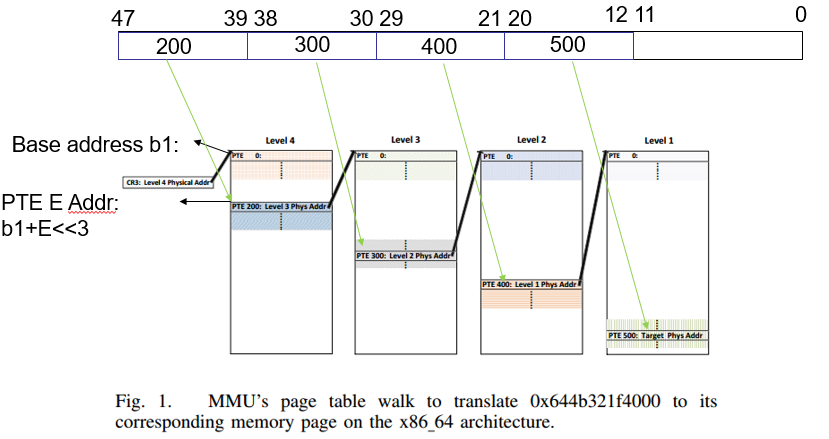 47 39 38 30 29 21 20 12 11 0
200 300 400 500
Level 4 Level 3 Level 2 Level 1
Base address b1:
PTE 0: PTE 0: PTE 0: PTE 0:
CR3: Level 4 Physical Addr
PTE E Addr:
b1+E<<3
PTE 200: Level 3 Phys Addr
PTE 300: Level 2 Phys Addr
PTE 400: Level 1 Phys Addr
PTE 500: Target Phys Addr
Fig. 1. MMU's page table walk to translate 0x644b321f4000 to its
corresponding memory page on the x86_64 architecture.